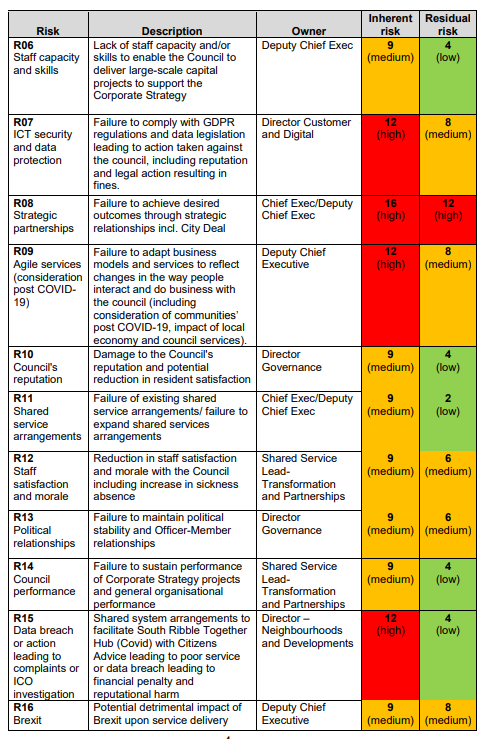 Risk Description Owner Inherent risk Residual risk
R06 Lack of staff capacity and/or Deputy Chief Exec 9 4
Staff capacity skills to enable the Council to (medium) (low)
and skills deliver large-scale capital
projects to support the
Corporate Strategy
R07 Failure to comply with GDPR Director Customer 12 8
ICT security regulations and data legislation and Digital (high) (medium)
and data leading to action taken against
protection the council, including reputation
and legal action resulting in
fines.
R08 Failure to achieve desired Chief Exec/Deputy 16 12
Strategic outcomes through strategic Chief Exec (high) (high)
partnerships relationships incl. City Deal
R09 Failure to adapt business Deputy Chief 12 8
Agile services models and services to reflect Executive (high) (medium)
(consideration changes in the way people
post COVID- interact and do business with
19) the council (including
consideration of communities'
post COVID-19, impact of local
economy and council services).
R10 Damage to the Council's Director 9 4
Council's reputation and potential Governance (medium) (low)
reputation reduction in resident satisfaction
R11 Failure of existing shared Chief Exec/Deputy 9 2
Shared service arrangements/ failure to Chief Exec (medium) (low)
service expand shared services
arrangements arrangements
R12 Reduction in staff satisfaction Shared Service 9 6
Staff and morale with the Council Lead- (medium) (medium)
satisfaction including increase in sickness Transformation
and morale absence and Partnerships
R13 Failure to maintain political Director 9 6
Political stability and Officer-Member Governance (medium) (medium)
relationships relationships
R14 Failure to sustain performance Shared Service 9 4
Council of Corporate Strategy projects Lead- (medium) (low)
performance and general organisational Transformation
performance and Partnerships
R15 Shared system arrangements to Director – 12 4
Data breach facilitate South Ribble Together Neighbourhoods (high) (low)
or action Hub (Covid) with Citizens and Developments
leading to Advice leading to poor service
complaints or or data breach leading to
ICO financial penalty and
investigation reputational harm
R16 Potential detrimental impact of Deputy Chief 9 8
Brexit Brexit upon service delivery Executive (medium) (medium)